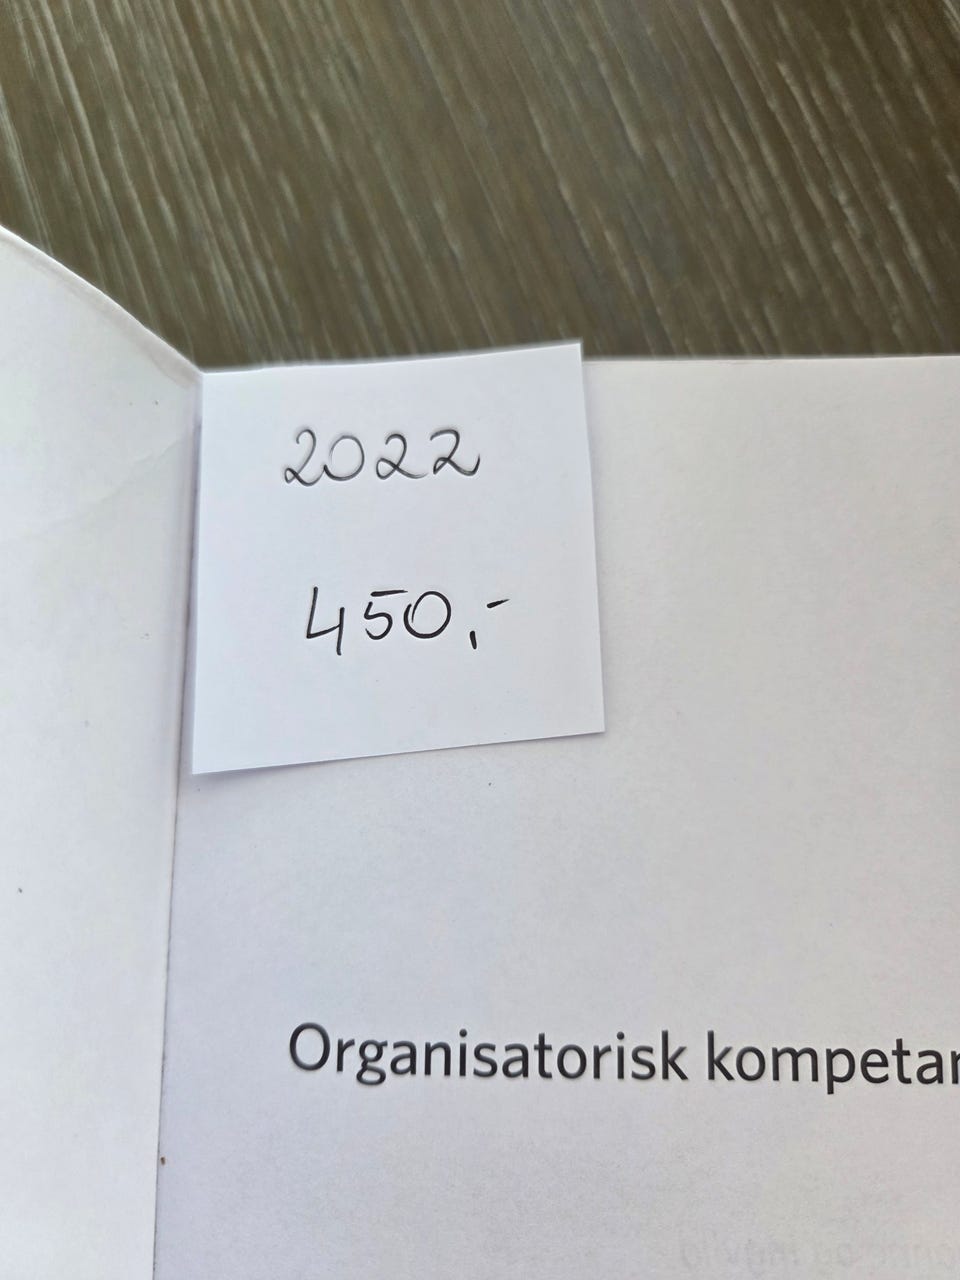 2022
450,-
Organisatorisk kompetan